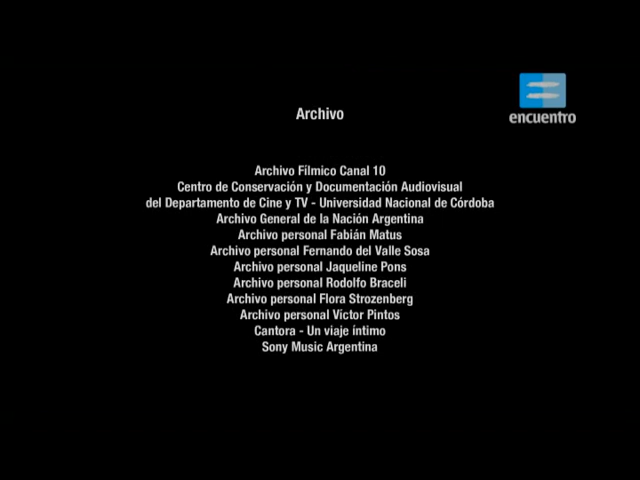 encuentro
Archivo
Archivo Fílmico Canal 10
Centro de Conservación y Documentación Audiovisual
del Departamento de Cine y TV - Universidad Nacional de Córdoba
Archivo General de la Nación Argentina
Archivo personal Fabián Matus
Archivo personal Fernando del Valle Sosa
Archivo personal Jaqueline Pons
Archivo personal Rodolfo Braceli
Archivo personal Flora Strozenberg
Archivo personal Víctor Pintos
Cantora - Un viaje íntimo
Sony Music Argentina